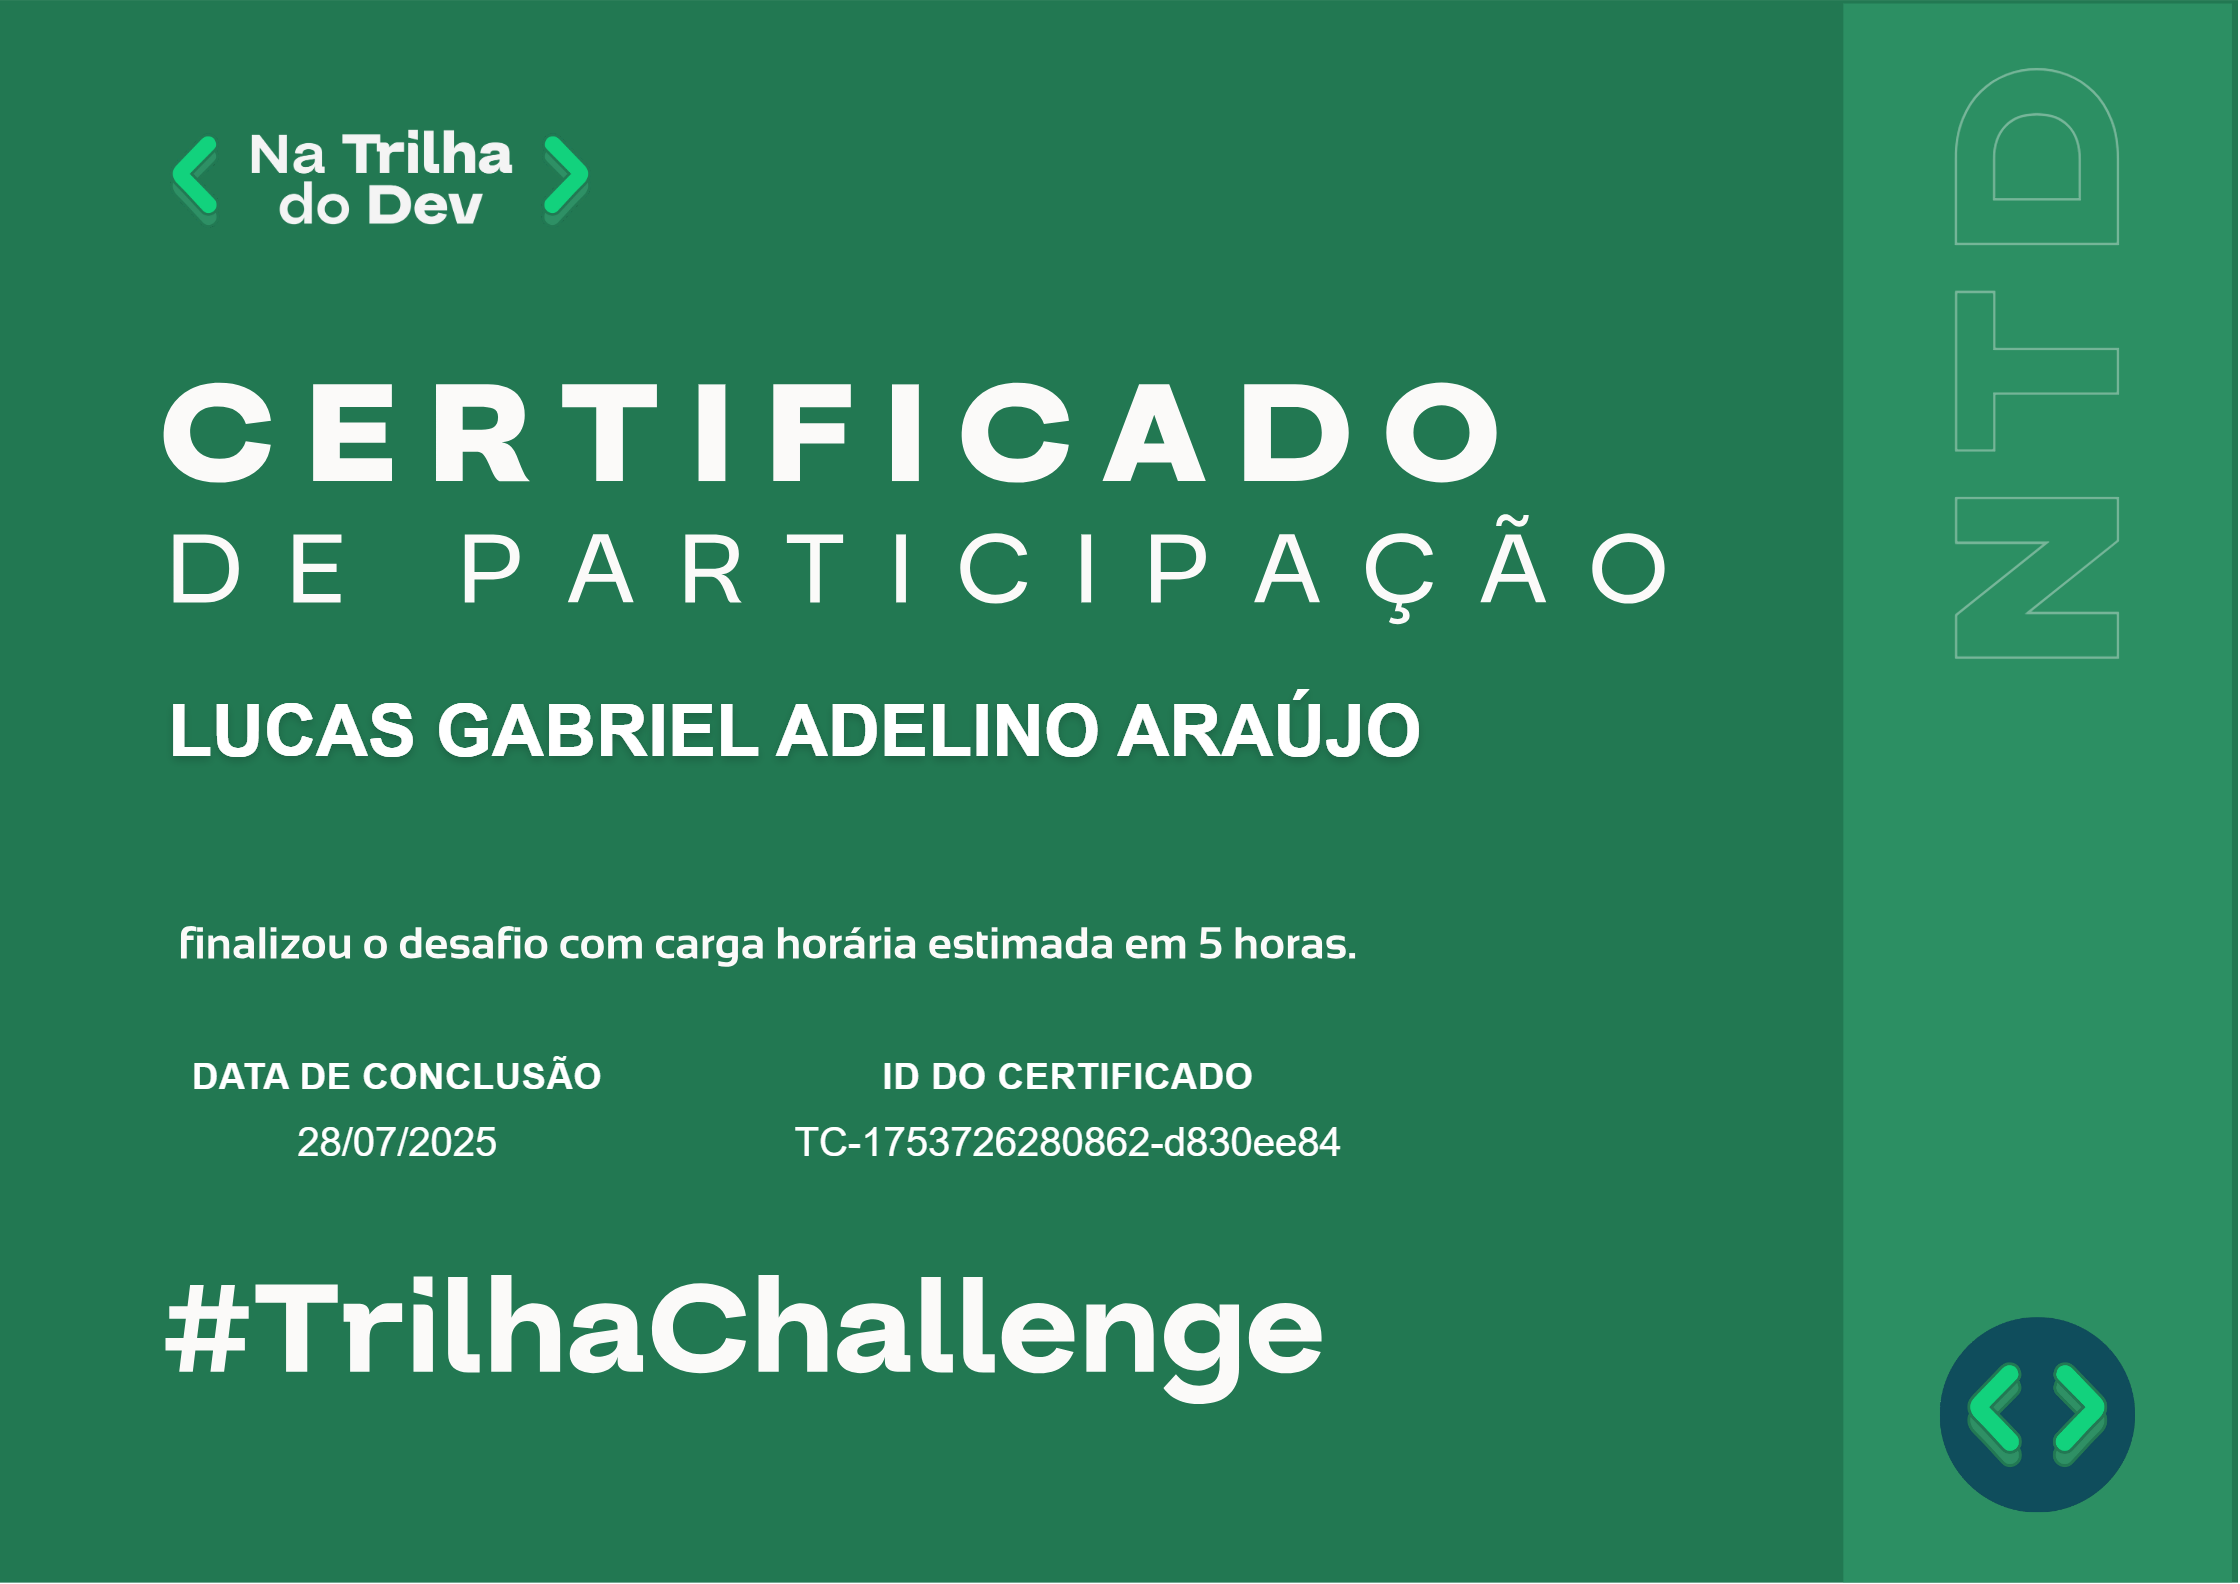 Na Trilha
do Dev
CERTIFICADO
DE PARTICIPAÇÃO
LUCAS GABRIEL ADELINO ARAÚJO
finalizou o desafio com carga horária estimada em 5 horas.
DATA DE CONCLUSÃO
28/07/2025
ID DO CERTIFICADO
TC-1753726280862-d830ee84
#TrilhaChallenge
NTD